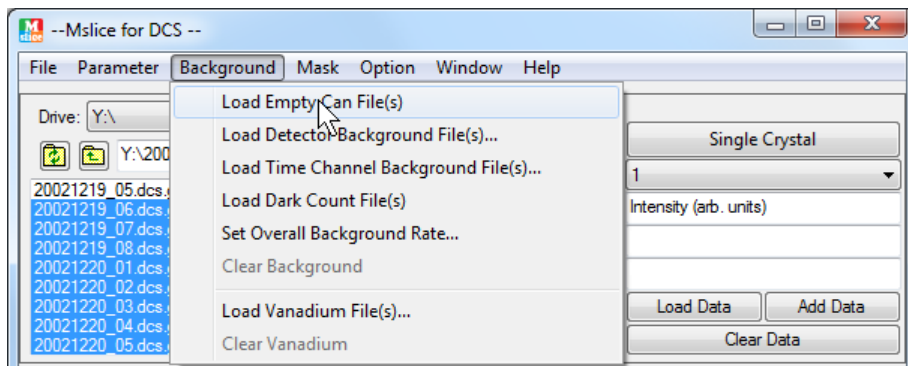 M
slice
--Mslice for DCS --
File Parameter Background Mask Option Window Help
Drive: Y:\
Y:\200
20021219_05.dcs.
20021219_06.dcs.
20021219_07.dcs.
20021219_08.dcs.
20021220_01.dcs.
20021220_02.dcs.
20021220_03.dcs.
20021220_04.dcs.
20021220_05.dcs.
Load Empty Can File(s)
Load Detector Background File(s)...
Load Time Channel Background File(s)...
Load Dark Count File(s)
Set Overall Background Rate...
Clear Background
Load Vanadium File(s)...
Clear Vanadium
Single Crystal
1
Intensity (arb. units)
Load Data Add Data
Clear Data